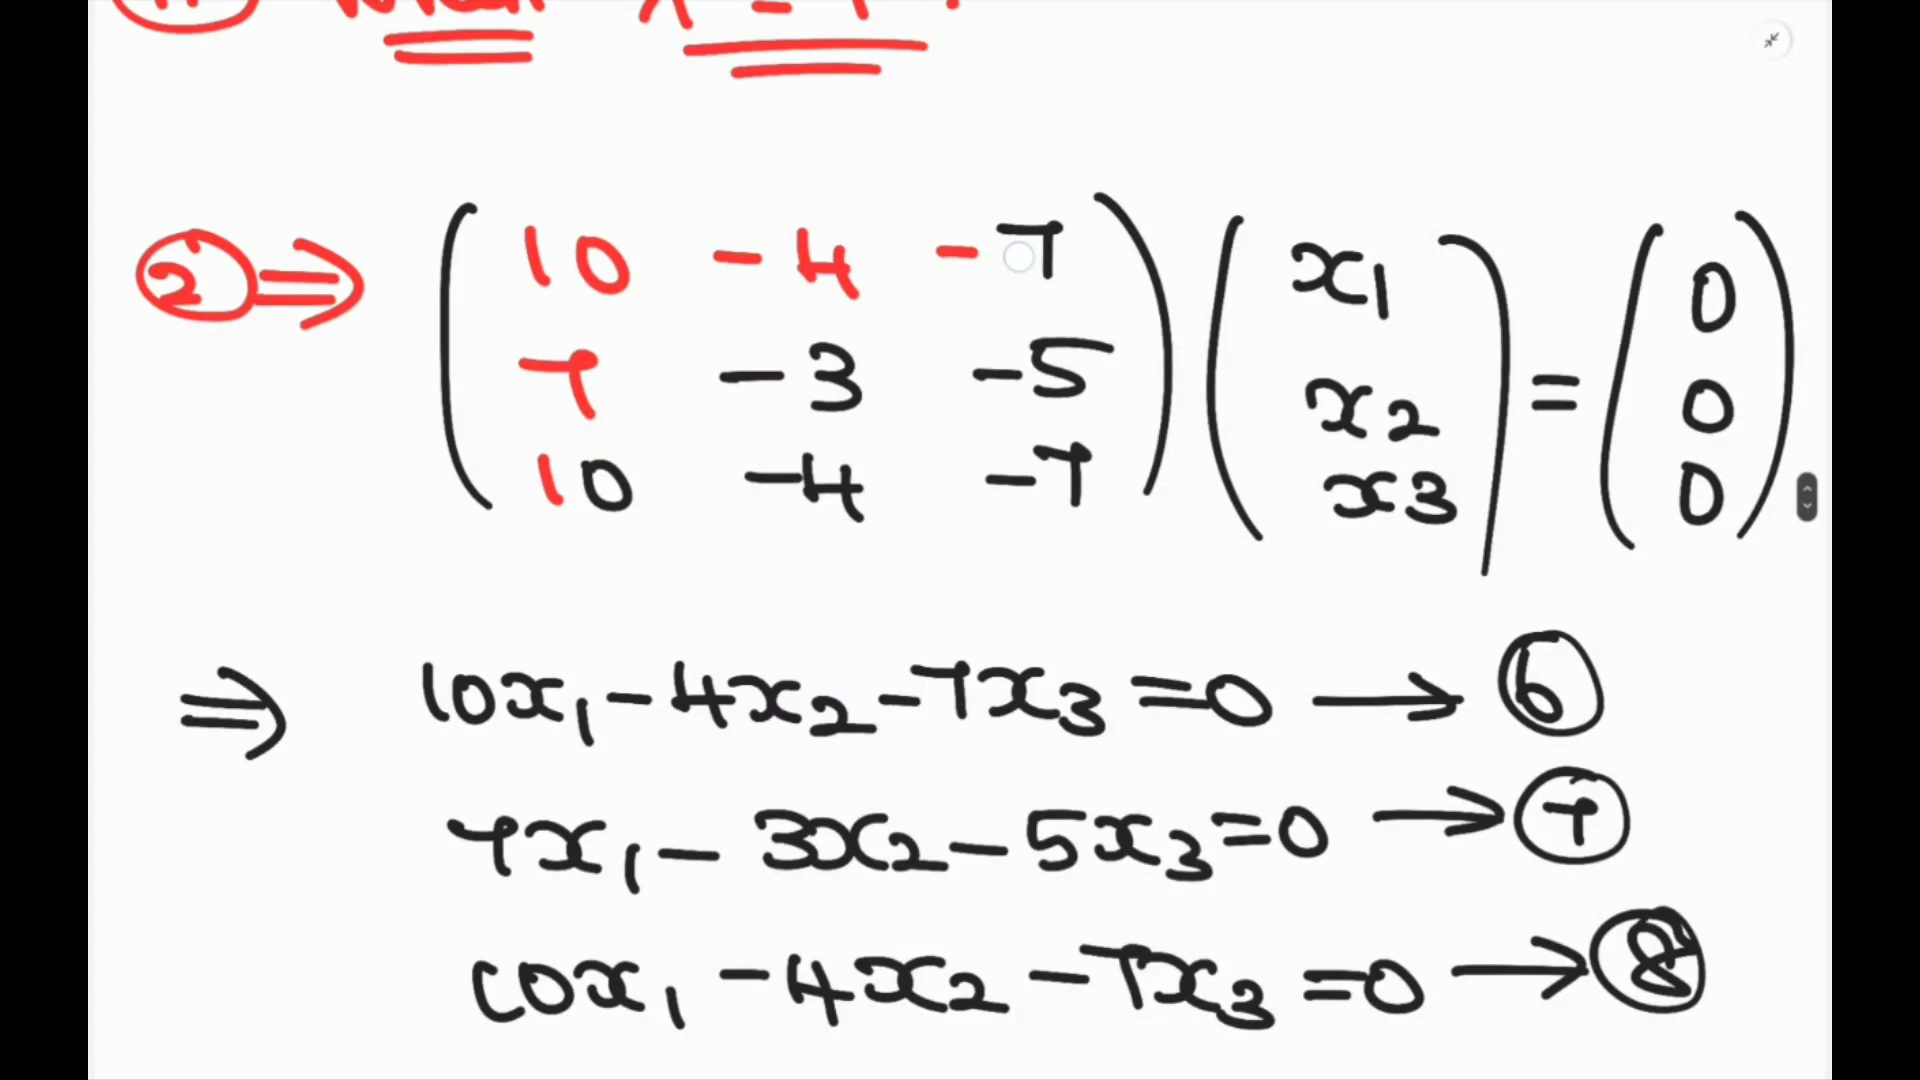 ② ⇒ ( 10 -4 -7 ) ( x1 ) = ( 0 )
( 7 -3 -5 ) ( x2 ) ( 0 )
( 10 -4 -7 ) ( x3 ) ( 0 )
⇒ 10x₁ - 4x₂ - 7x₃ = 0 → ⑥
7x₁ - 3x₂ - 5x₃ = 0 → ⑦
10x₁ - 4x₂ - 7x₃ = 0 → ⑧